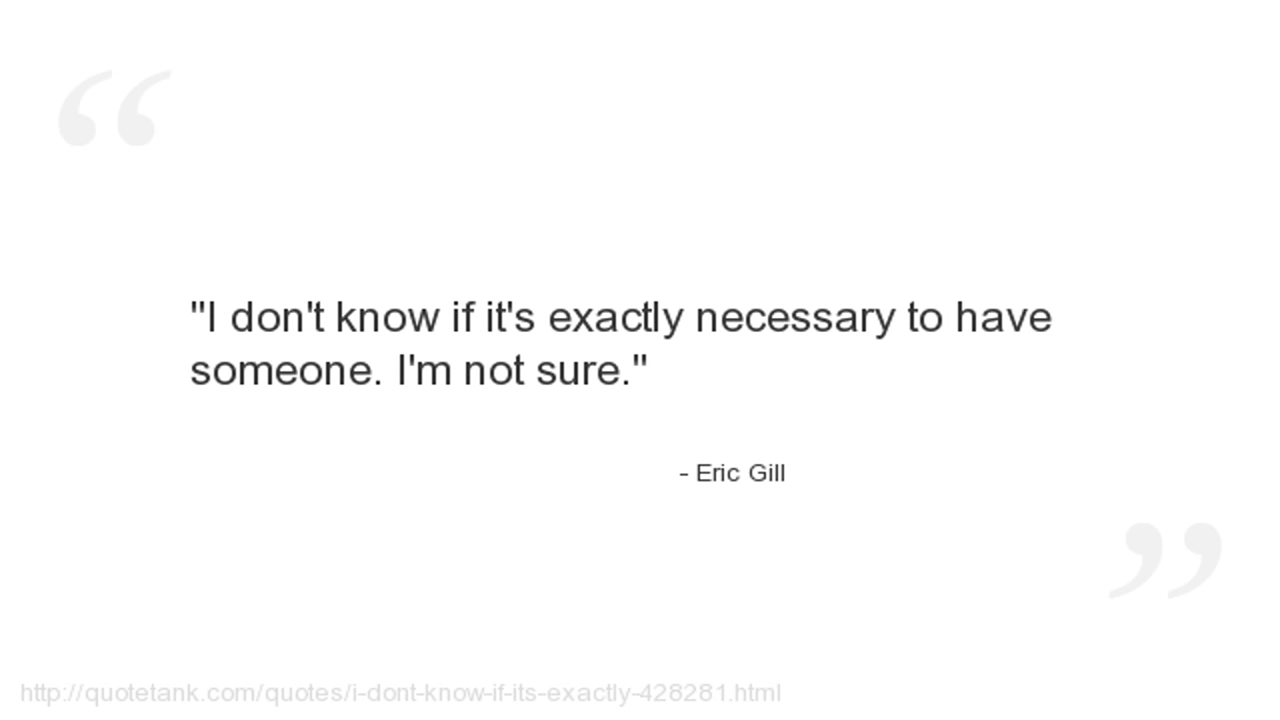 "I don't know if it's exactly necessary to have
someone. I'm not sure."
- Eric Gill
http://quotetank.com/quotes/i-dont-know-if-its-exactly-428281.html